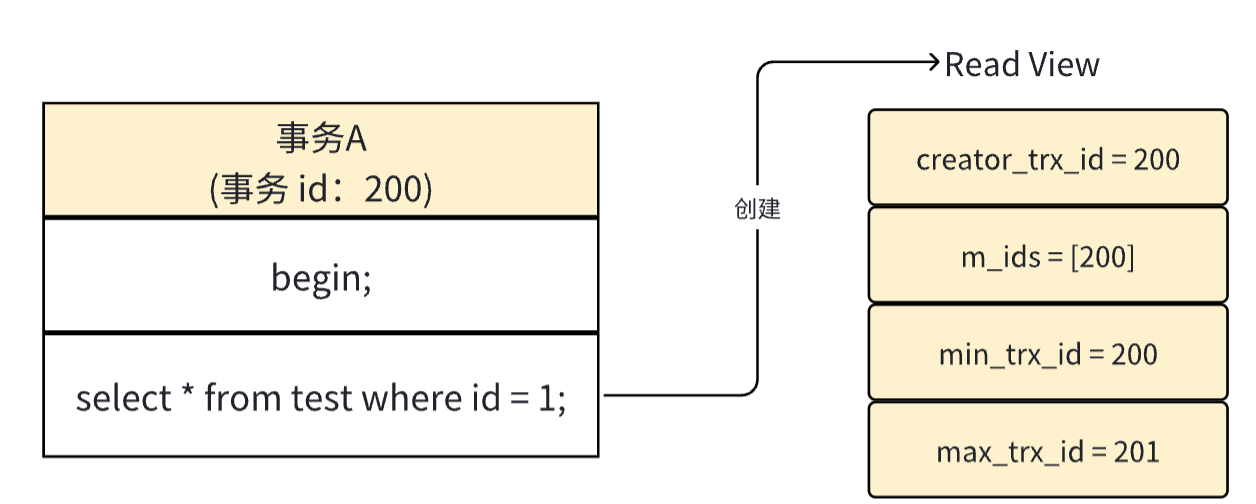 事务A
(事务 id：200)
begin;
select * from test where id = 1;
创建
Read View
creator_trx_id = 200
m_ids = [200]
min_trx_id = 200
max_trx_id = 201